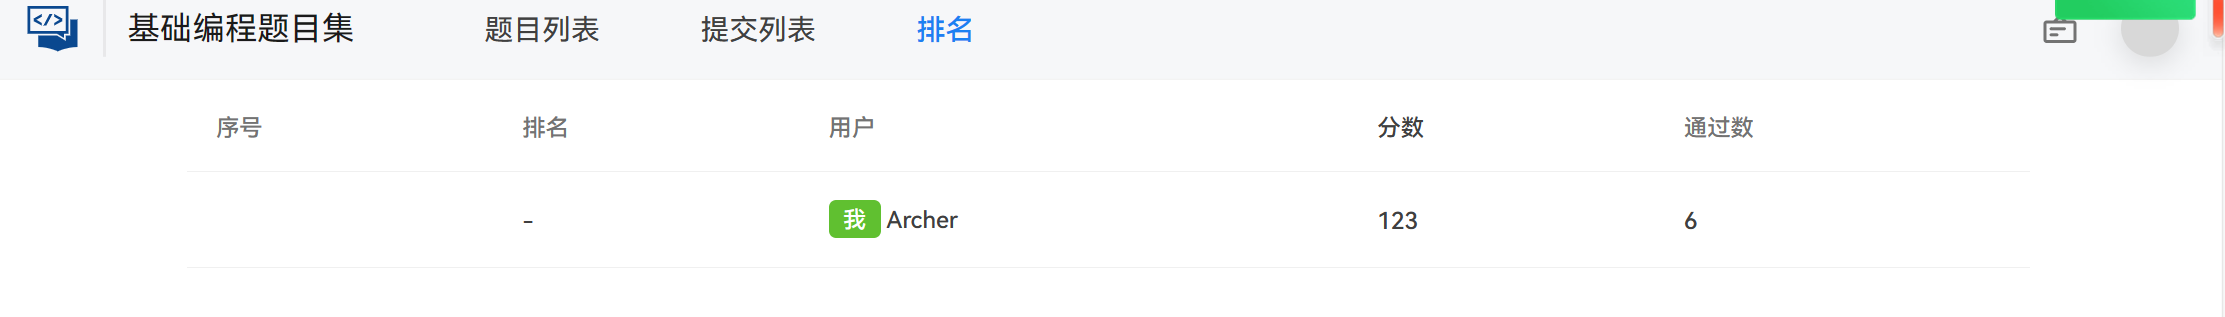 基础编程题目集 题目列表 提交列表 排名
序号 排名 用户 分数 通过数
- 我 Archer 123 6